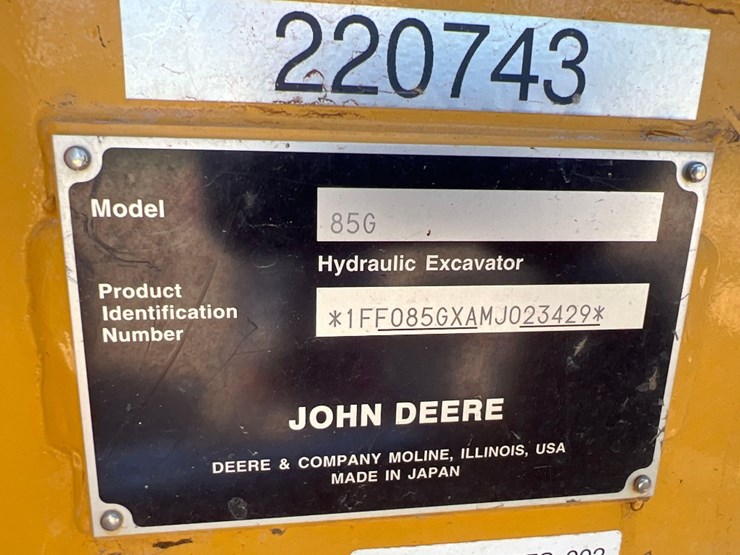 220743
Model
85G
Hydraulic Excavator
Product
Identification
Number
*1FF085GXAMJ023429*
JOHN DEERE
DEERE & COMPANY MOLINE, ILLINOIS, USA
MADE IN JAPAN